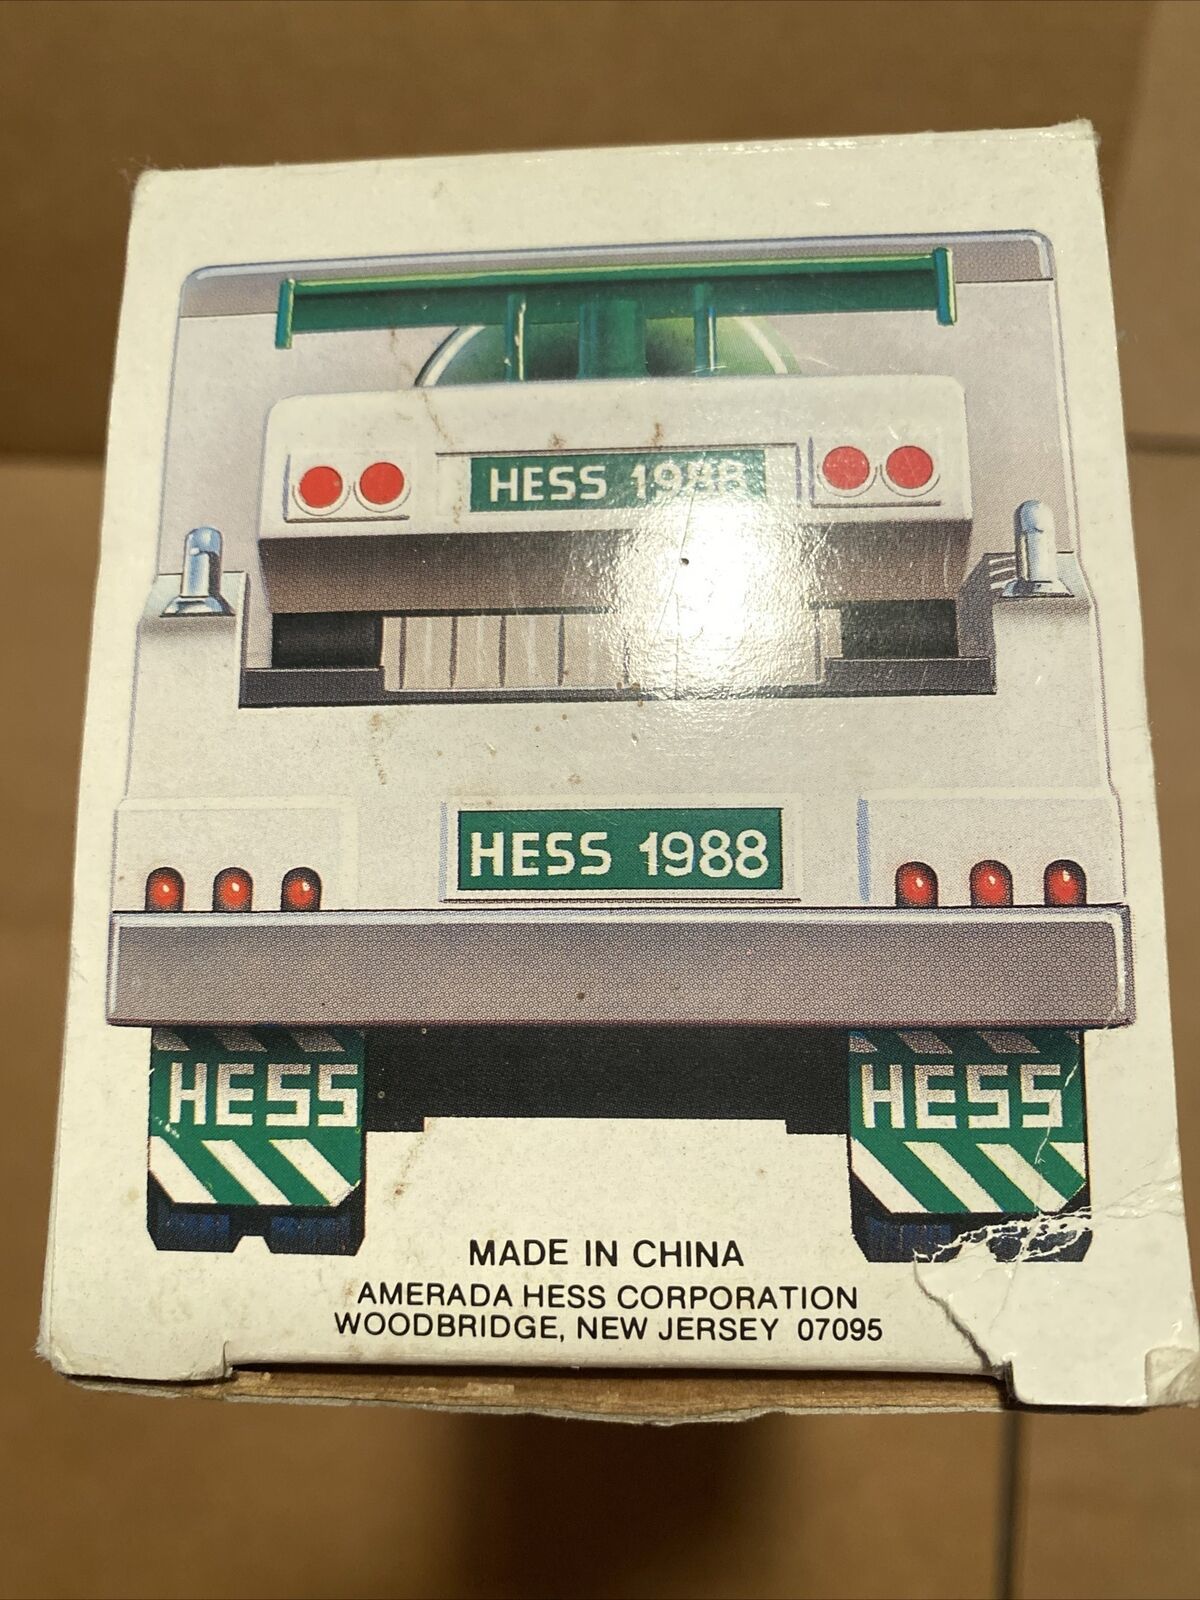 HESS 1988
HESS 1988
HESS
HESS
MADE IN CHINA
AMERADA HESS CORPORATION
WOODBRIDGE, NEW JERSEY 07095